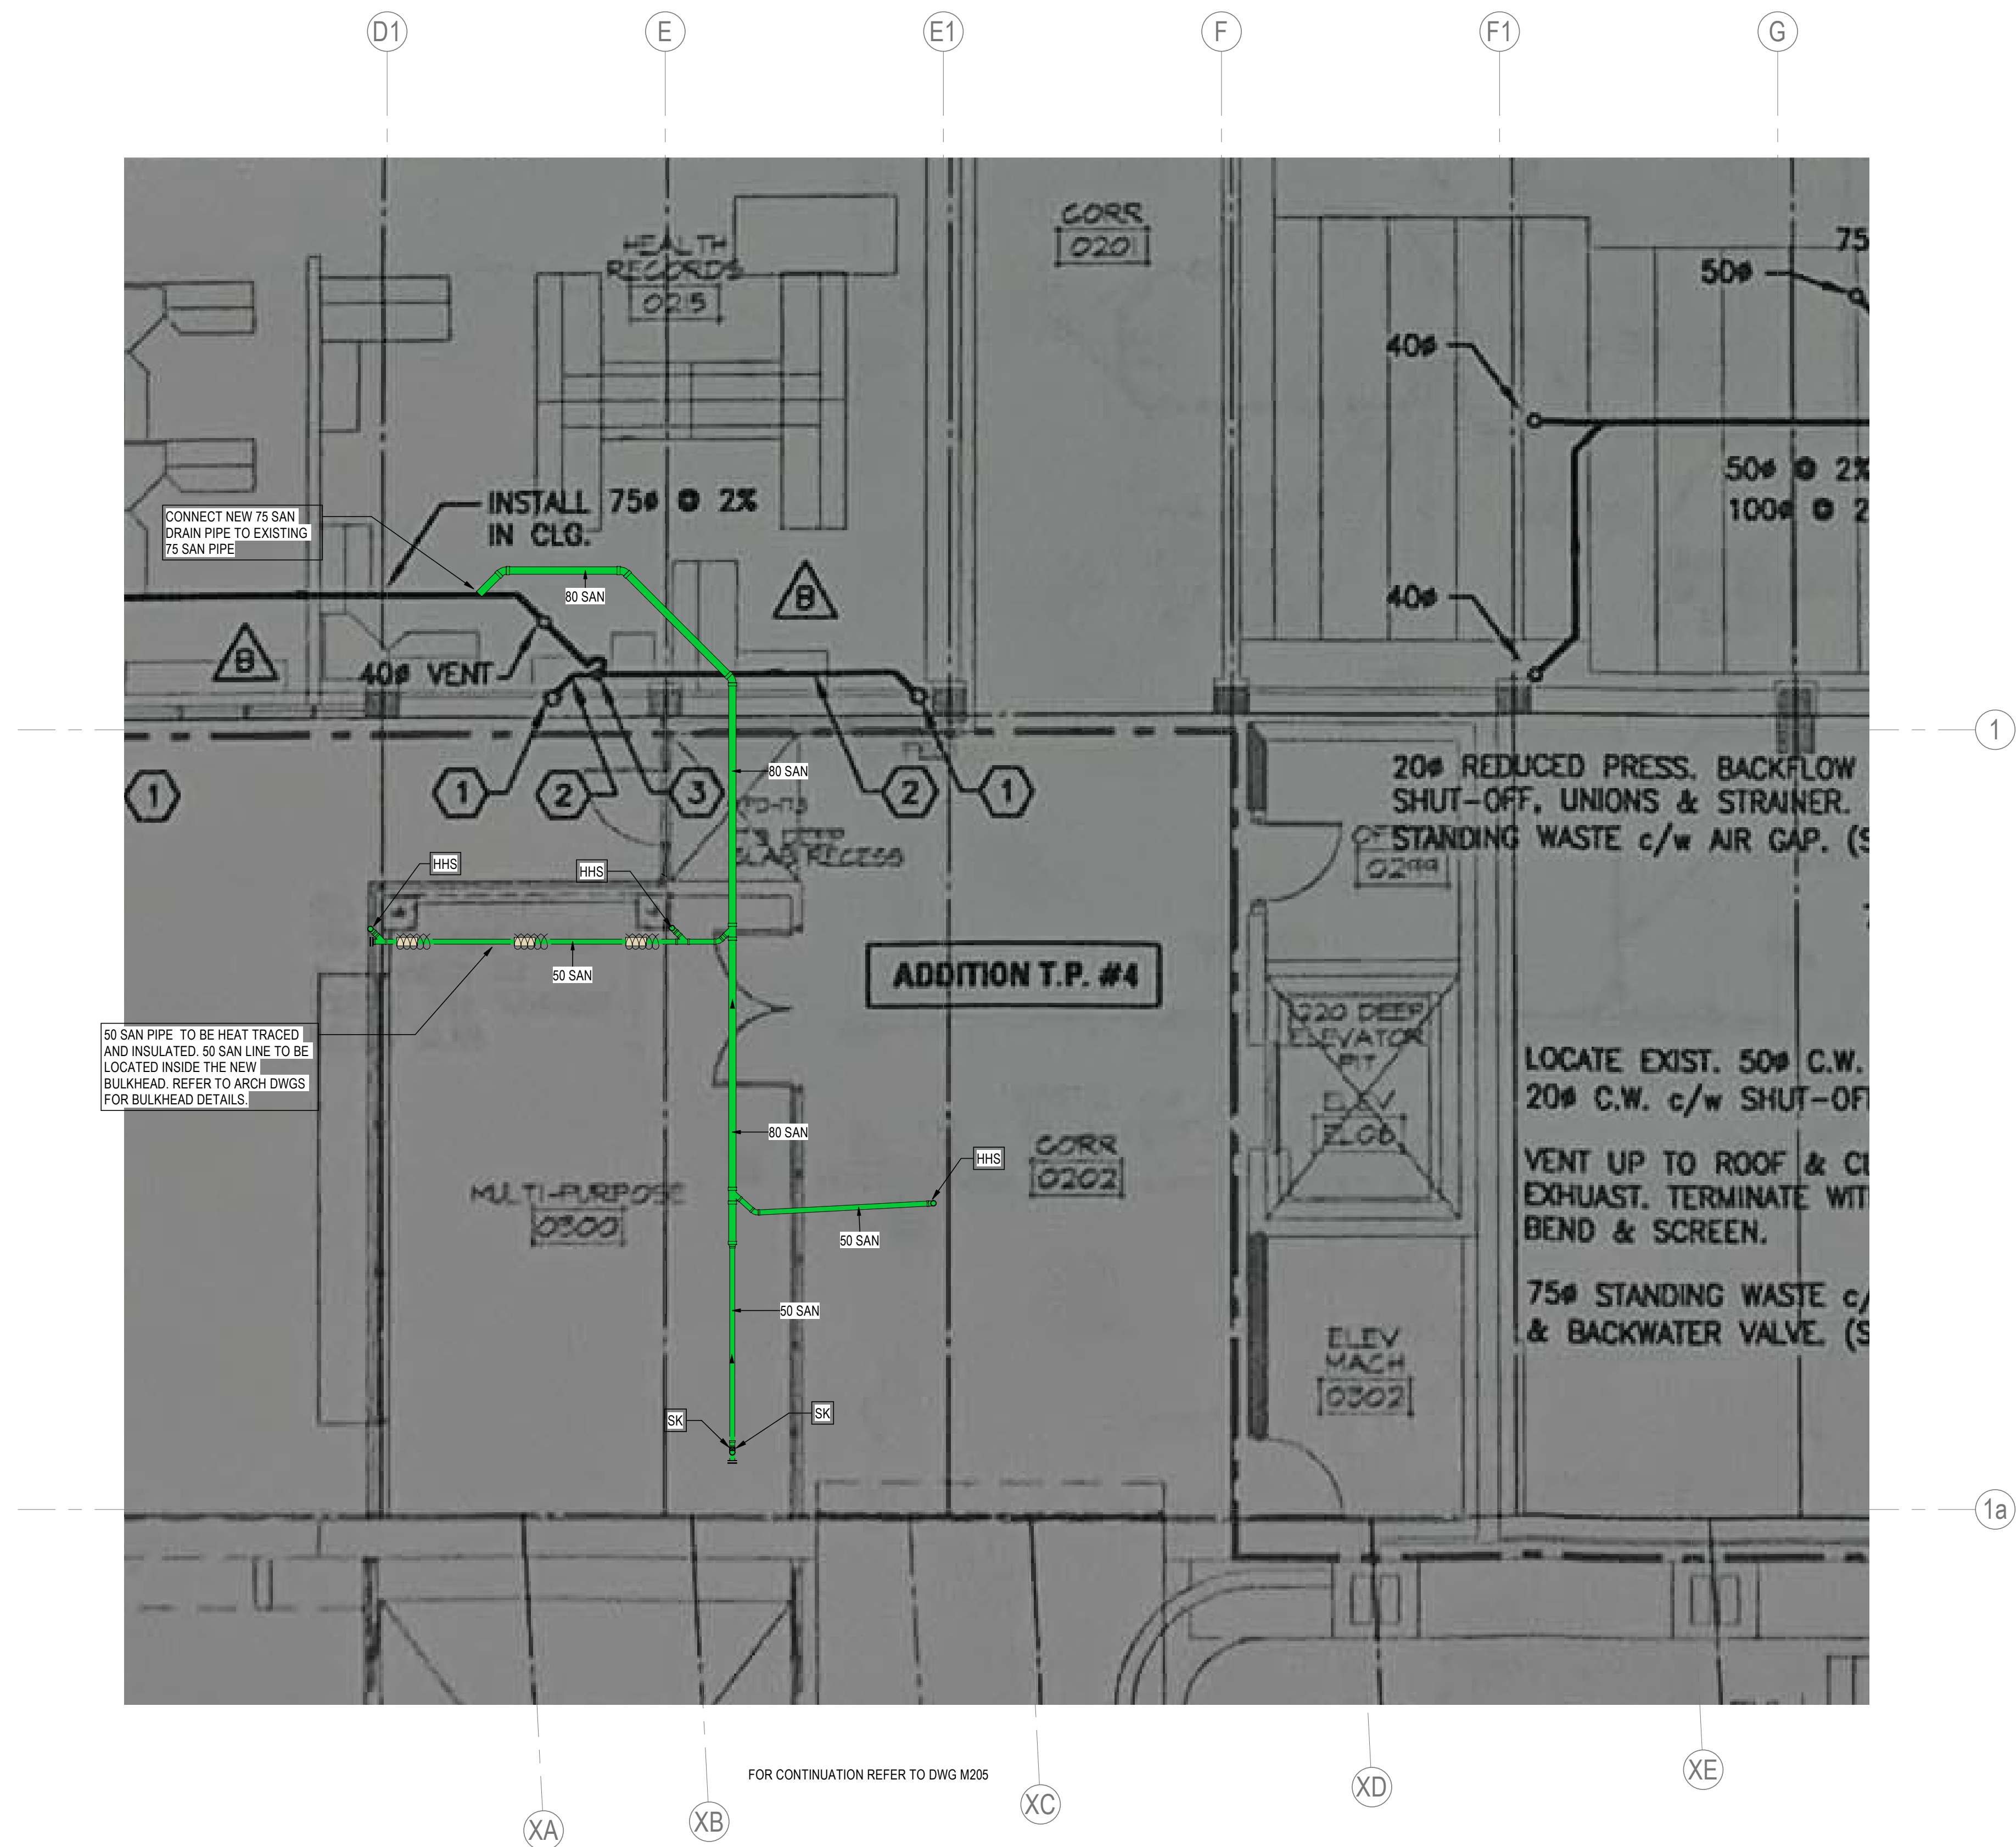 D1
E
E1
F
F1
G
CORR
0201
HEALTH
RECORDS
0215
75
50ø
40ø
INSTALL 75ø @ 2%
IN CLG.
50ø @ 2%
100ø @ 2
CONNECT NEW 75 SAN
DRAIN PIPE TO EXISTING
75 SAN PIPE
80 SAN
B
40ø
B
40ø VENT
1
80 SAN
1
1
2
3
2
1
20ø REDUCED PRESS. BACKFLOW
SHUT-OFF, UNIONS & STRAINER.
STANDING WASTE c/w AIR GAP. (S
SLAB RECESS
0299
HHS
HHS
50 SAN
ADDITION T.P. #4
50 SAN PIPE TO BE HEAT TRACED
AND INSULATED. 50 SAN LINE TO BE
LOCATED INSIDE THE NEW
BULKHEAD. REFER TO ARCH DWGS
FOR BULKHEAD DETAILS.
DEEP
ELEVATOR
PIT
ELEV
LOCATE EXIST. 50ø C.W.
20ø C.W. c/w SHUT-OFF
80 SAN
HHS
CORR
0202
VENT UP TO ROOF & CL
EXHUAST. TERMINATE WIT
BEND & SCREEN.
MULTI-PURPOSE
0300
50 SAN
50 SAN
75ø STANDING WASTE c/
& BACKWATER VALVE. (S
ELEV
MACH
0302
SK
SK
1a
FOR CONTINUATION REFER TO DWG M205
XA
XB
XC
XD
XE